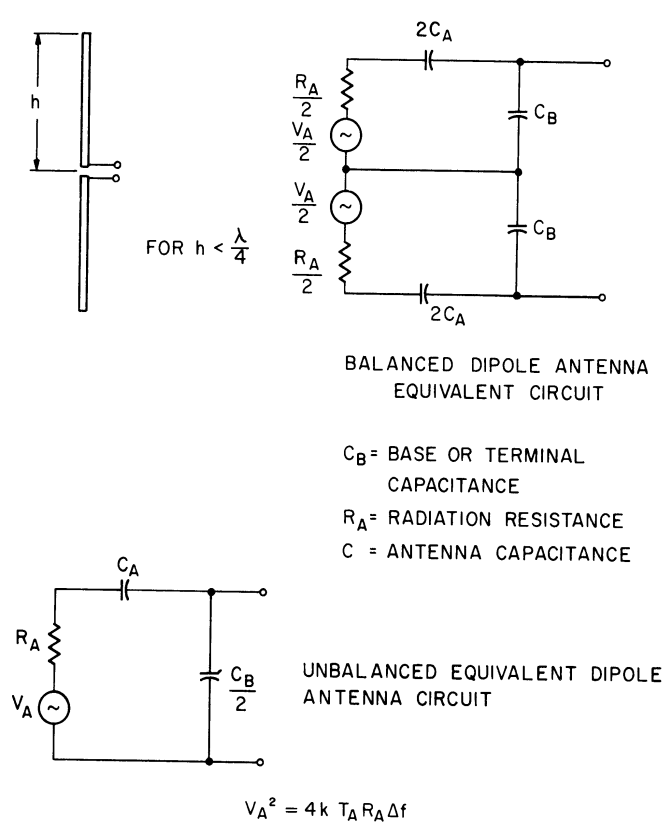 2C_A
h
R_A/2
C_B
V_A/2
V_A/2
FOR h < λ/4
C_B
R_A/2
2C_A
BALANCED DIPOLE ANTENNA
EQUIVALENT CIRCUIT
C_B = BASE OR TERMINAL
CAPACITANCE
R_A = RADIATION RESISTANCE
C = ANTENNA CAPACITANCE
C_A
R_A
C_B/2
V_A
UNBALANCED EQUIVALENT DIPOLE
ANTENNA CIRCUIT
V_A² = 4k T_A R_A Δf